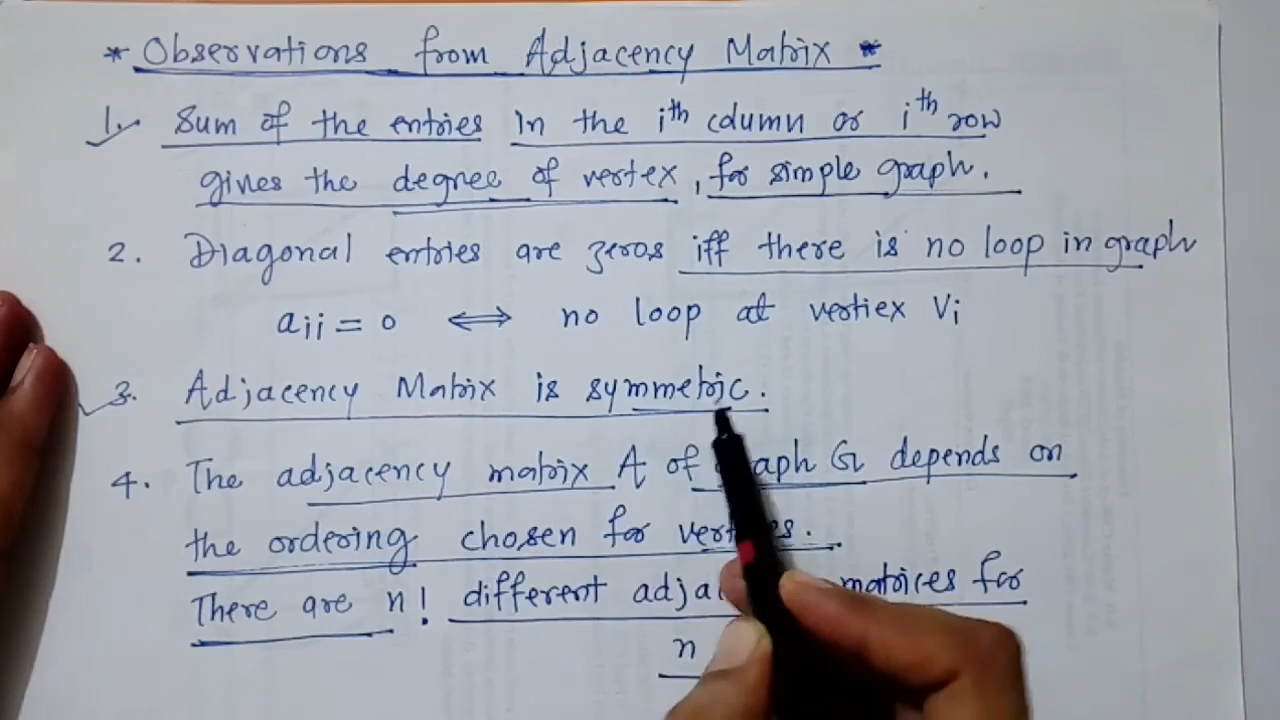 * Observations from Adjacency Matrix *
1. Sum of the entries in the ith column or ith row
gives the degree of vertex, for simple graph.
2. Diagonal entries are zeros iff there is no loop in graph
aii = 0 ⟺ no loop at vertiex Vi
3. Adjacency Matrix is symmetric.
4. The adjacency matrix A of graph G depends on
the ordering chosen for vertices.
There are n! different matrices for
n